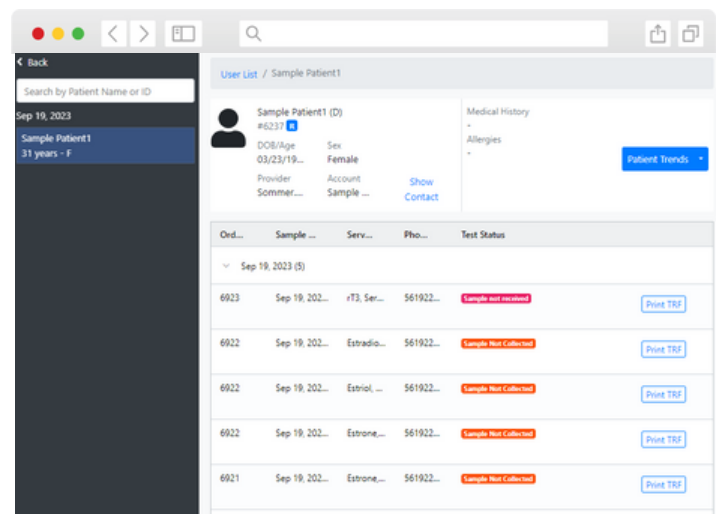 Back
Search by Patient Name or ID
Sep 19, 2023
Sample Patient1
31 years - F
User List / Sample Patient1
Sample Patient1 (D)
#6237 R
DOB/Age Sex
03/23/19... Female
Provider Account
Sommer.... Sample ...
Show
Contact
Medical History
-
Allergies
-
Patient Trends
Ord... Sample ... Serv... Pho... Test Status
Sep 19, 2023 (5)
6923 Sep 19, 202... rT3, Ser... 561922... Sample not received Print TRF
6922 Sep 19, 202... Estradio... 561922... Sample Not Collected Print TRF
6922 Sep 19, 202... Estriol, ... 561922... Sample Not Collected Print TRF
6922 Sep 19, 202... Estrone,... 561922... Sample Not Collected Print TRF
6921 Sep 19, 202... Estrone,... 561922... Sample Not Collected Print TRF